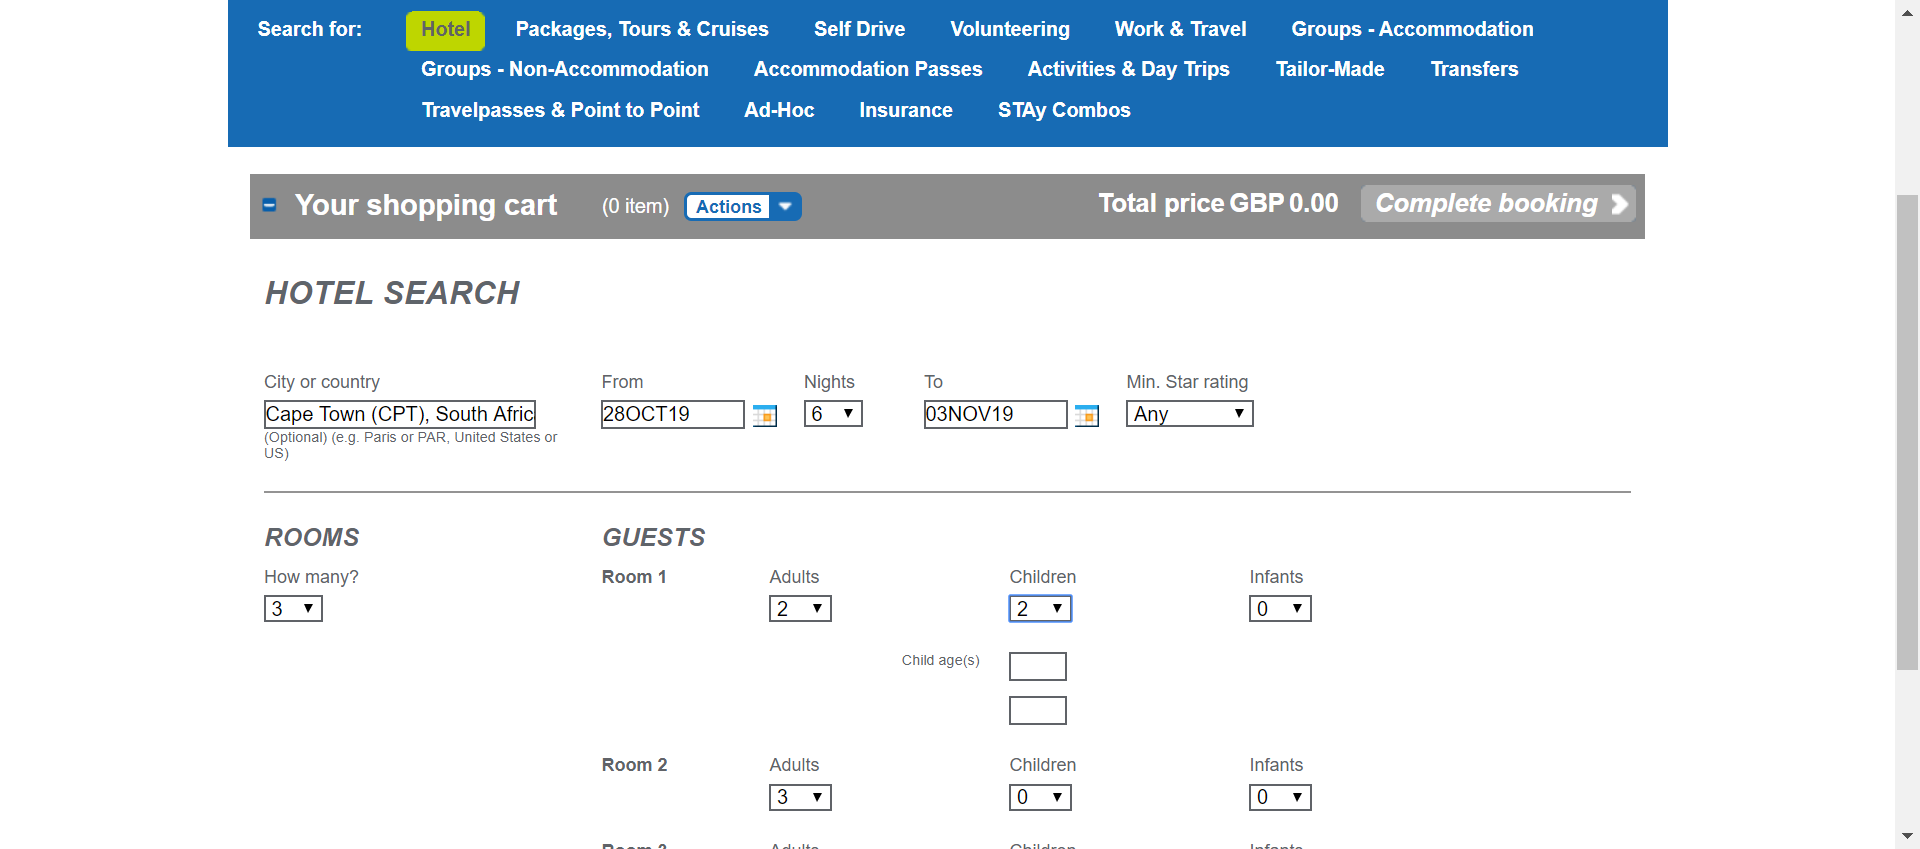 Search for: Hotel Packages, Tours & Cruises Self Drive Volunteering Work & Travel Groups - Accommodation
Groups - Non-Accommodation Accommodation Passes Activities & Day Trips Tailor-Made Transfers
Travelpasses & Point to Point Ad-Hoc Insurance STAy Combos
Your shopping cart (0 item) Actions Total price GBP 0.00 Complete booking
HOTEL SEARCH
City or country From Nights To Min. Star rating
Cape Town (CPT), South Afric 28OCT19 6 03NOV19 Any
(Optional) (e.g. Paris or PAR, United States or
US)
ROOMS GUESTS
How many? Room 1 Adults Children Infants
3 2 2 0
Child age(s)
Room 2 Adults Children Infants
3 0 0
Room 3 Adults Children Infants